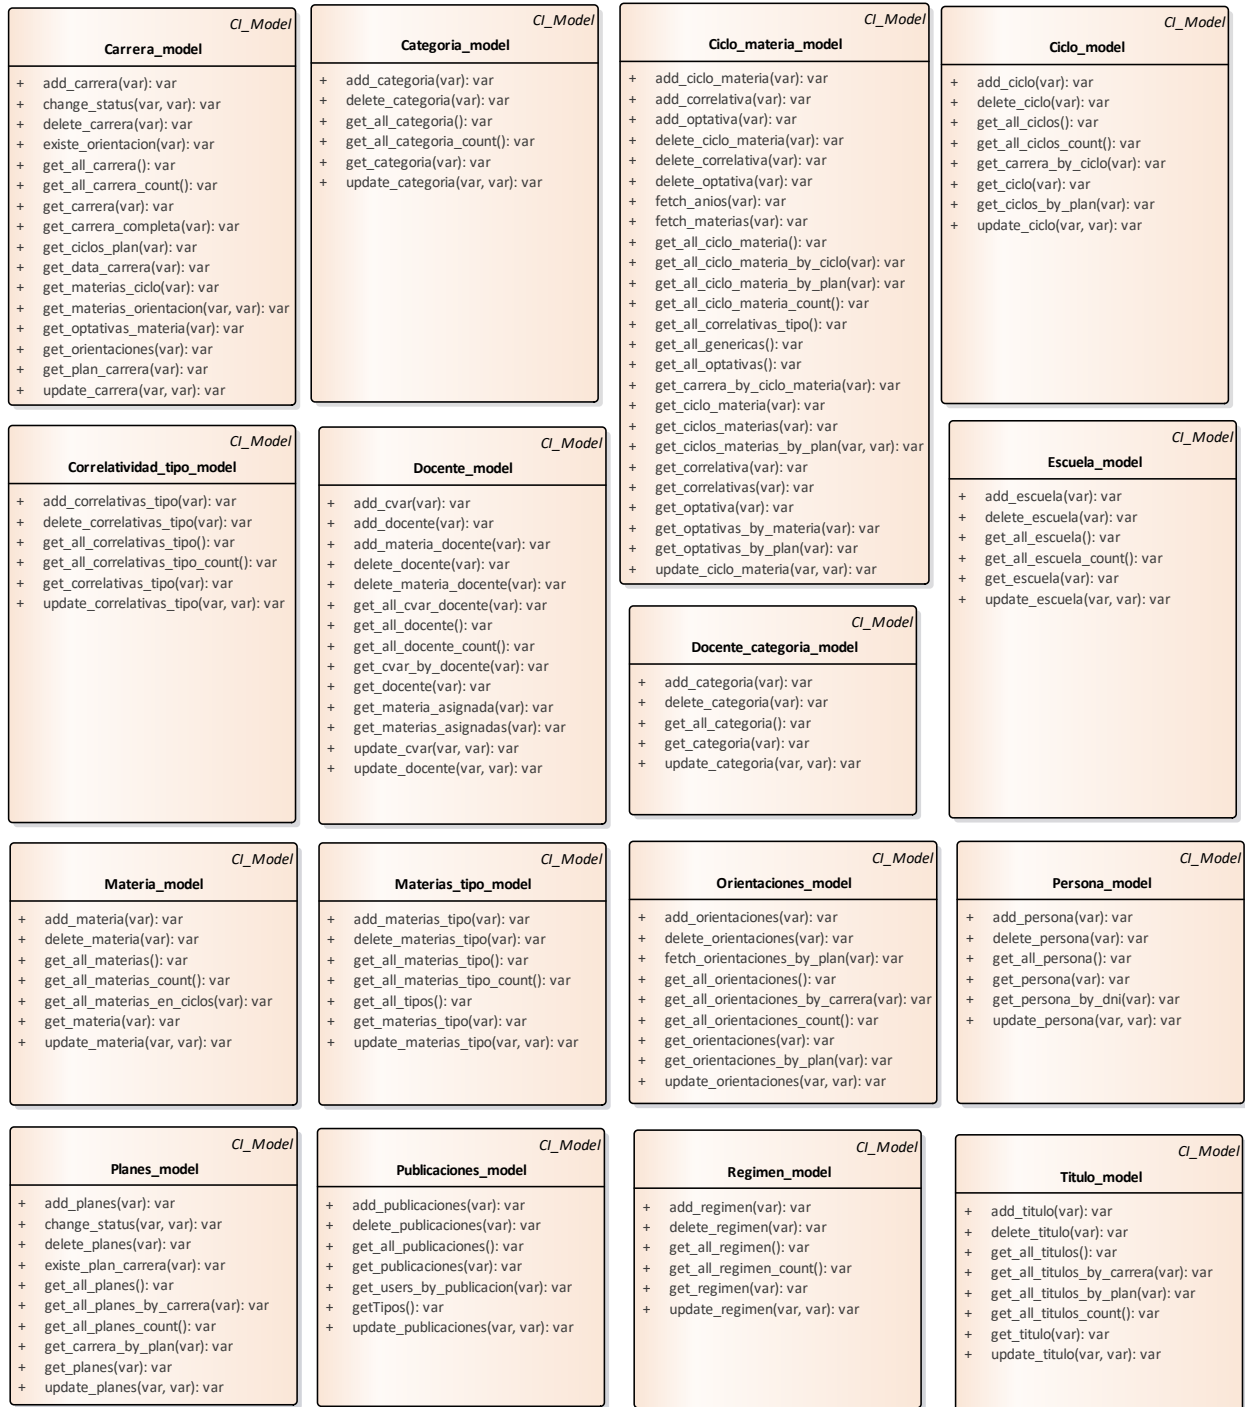 CI_Model
Carrera_model
+ add_carrera(var): var
+ change_status(var, var): var
+ delete_carrera(var): var
+ existe_orientacion(var): var
+ get_all_carrera(): var
+ get_all_carrera_count(): var
+ get_carrera(var): var
+ get_carrera_completa(var): var
+ get_ciclos_plan(var): var
+ get_data_carrera(var): var
+ get_materias_ciclo(var): var
+ get_materias_orientacion(var, var): var
+ get_optativas_materia(var): var
+ get_orientaciones(var): var
+ get_plan_carrera(var): var
+ update_carrera(var, var): var
CI_Model
Categoria_model
+ add_categoria(var): var
+ delete_categoria(var): var
+ get_all_categoria(): var
+ get_all_categoria_count(): var
+ get_categoria(var): var
+ update_categoria(var, var): var
CI_Model
Ciclo_materia_model
+ add_ciclo_materia(var): var
+ add_correlativa(var): var
+ add_optativa(var): var
+ delete_ciclo_materia(var): var
+ delete_correlativa(var): var
+ delete_optativa(var): var
+ fetch_anios(var): var
+ fetch_materias(var): var
+ get_all_ciclo_materia(): var
+ get_all_ciclo_materia_by_ciclo(var): var
+ get_all_ciclo_materia_by_plan(var): var
+ get_all_ciclo_materia_count(): var
+ get_all_correlativas_tipo(): var
+ get_all_genericas(): var
+ get_all_optativas(): var
+ get_carrera_by_ciclo_materia(var): var
+ get_ciclo_materia(var): var
+ get_ciclos_materias(var): var
+ get_ciclos_materias_by_plan(var, var): var
+ get_correlativa(var): var
+ get_correlativas(var): var
+ get_optativa(var): var
+ get_optativas_by_materia(var): var
+ get_optativas_by_plan(var): var
+ update_ciclo_materia(var, var): var
CI_Model
Ciclo_model
+ add_ciclo(var): var
+ delete_ciclo(var): var
+ get_all_ciclos(): var
+ get_all_ciclos_count(): var
+ get_carrera_by_ciclo(var): var
+ get_ciclo(var): var
+ get_ciclos_by_plan(var): var
+ update_ciclo(var, var): var
CI_Model
Correlatividad_tipo_model
+ add_correlativas_tipo(var): var
+ delete_correlativas_tipo(var): var
+ get_all_correlativas_tipo(): var
+ get_all_correlativas_tipo_count(): var
+ get_correlativas_tipo(var): var
+ update_correlativas_tipo(var, var): var
CI_Model
Docente_model
+ add_cvar(var): var
+ add_docente(var): var
+ add_materia_docente(var): var
+ delete_docente(var): var
+ delete_materia_docente(var): var
+ get_all_cvar_docente(var): var
+ get_all_docente(): var
+ get_all_docente_count(): var
+ get_cvar_by_docente(var): var
+ get_docente(var): var
+ get_materia_asignada(var): var
+ get_materias_asignadas(var): var
+ update_cvar(var, var): var
+ update_docente(var, var): var
CI_Model
Escuela_model
+ add_escuela(var): var
+ delete_escuela(var): var
+ get_all_escuela(): var
+ get_all_escuela_count(): var
+ get_escuela(var): var
+ update_escuela(var, var): var
CI_Model
Docente_categoria_model
+ add_categoria(var): var
+ delete_categoria(var): var
+ get_all_categoria(): var
+ get_categoria(var): var
+ update_categoria(var, var): var
CI_Model
Materia_model
+ add_materia(var): var
+ delete_materia(var): var
+ get_all_materias(): var
+ get_all_materias_count(): var
+ get_all_materias_en_ciclos(var): var
+ get_materia(var): var
+ update_materia(var, var): var
CI_Model
Materias_tipo_model
+ add_materias_tipo(var): var
+ delete_materias_tipo(var): var
+ get_all_materias_tipo(): var
+ get_all_materias_tipo_count(): var
+ get_all_tipos(): var
+ get_materias_tipo(var): var
+ update_materias_tipo(var, var): var
CI_Model
Orientaciones_model
+ add_orientaciones(var): var
+ delete_orientaciones(var): var
+ fetch_orientaciones_by_plan(var): var
+ get_all_orientaciones(): var
+ get_all_orientaciones_by_carrera(var): var
+ get_all_orientaciones_count(): var
+ get_orientaciones(var): var
+ get_orientaciones_by_plan(var): var
+ update_orientaciones(var, var): var
CI_Model
Persona_model
+ add_persona(var): var
+ delete_persona(var): var
+ get_all_persona(): var
+ get_persona(var): var
+ get_persona_by_dni(var): var
+ update_persona(var, var): var
CI_Model
Planes_model
+ add_planes(var): var
+ change_status(var, var): var
+ delete_planes(var): var
+ existe_plan_carrera(var): var
+ get_all_planes(): var
+ get_all_planes_by_carrera(var): var
+ get_all_planes_count(): var
+ get_carrera_by_plan(var): var
+ get_planes(var): var
+ update_planes(var, var): var
CI_Model
Publicaciones_model
+ add_publicaciones(var): var
+ delete_publicaciones(var): var
+ get_all_publicaciones(): var
+ get_publicaciones(var): var
+ get_users_by_publicacion(var): var
+ getTipos(): var
+ update_publicaciones(var, var): var
CI_Model
Regimen_model
+ add_regimen(var): var
+ delete_regimen(var): var
+ get_all_regimen(): var
+ get_all_regimen_count(): var
+ get_regimen(var): var
+ update_regimen(var, var): var
CI_Model
Titulo_model
+ add_titulo(var): var
+ delete_titulo(var): var
+ get_all_titulos(): var
+ get_all_titulos_by_carrera(var): var
+ get_all_titulos_by_plan(var): var
+ get_all_titulos_count(): var
+ get_titulo(var): var
+ update_titulo(var, var): var